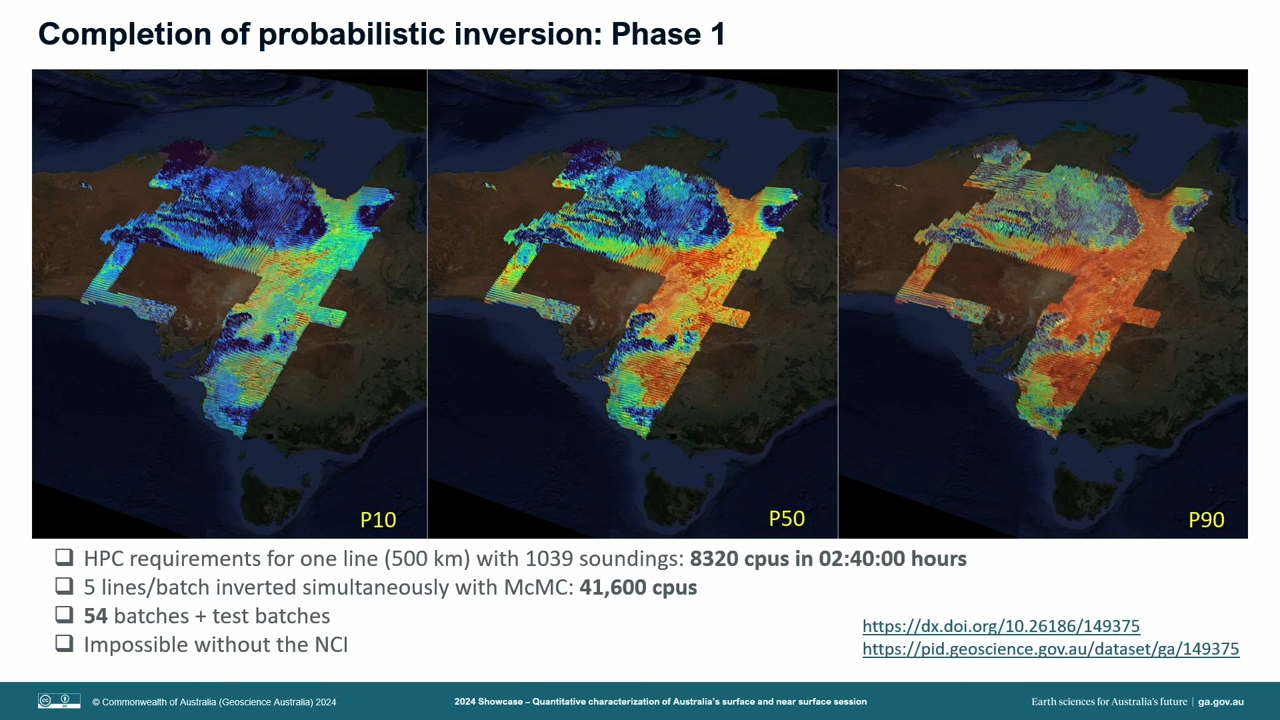 Completion of probabilistic inversion: Phase 1
P10
P50
P90
HPC requirements for one line (500 km) with 1039 soundings: 8320 cpus in 02:40:00 hours
5 lines/batch inverted simultaneously with McMC: 41,600 cpus
54 batches + test batches
Impossible without the NCI
https://dx.doi.org/10.26186/149375
https://pid.geoscience.gov.au/dataset/ga/149375
© Commonwealth of Australia (Geoscience Australia) 2024
2024 Showcase – Quantitative characterization of Australia's surface and near surface session
Earth sciences for Australia's future | ga.gov.au